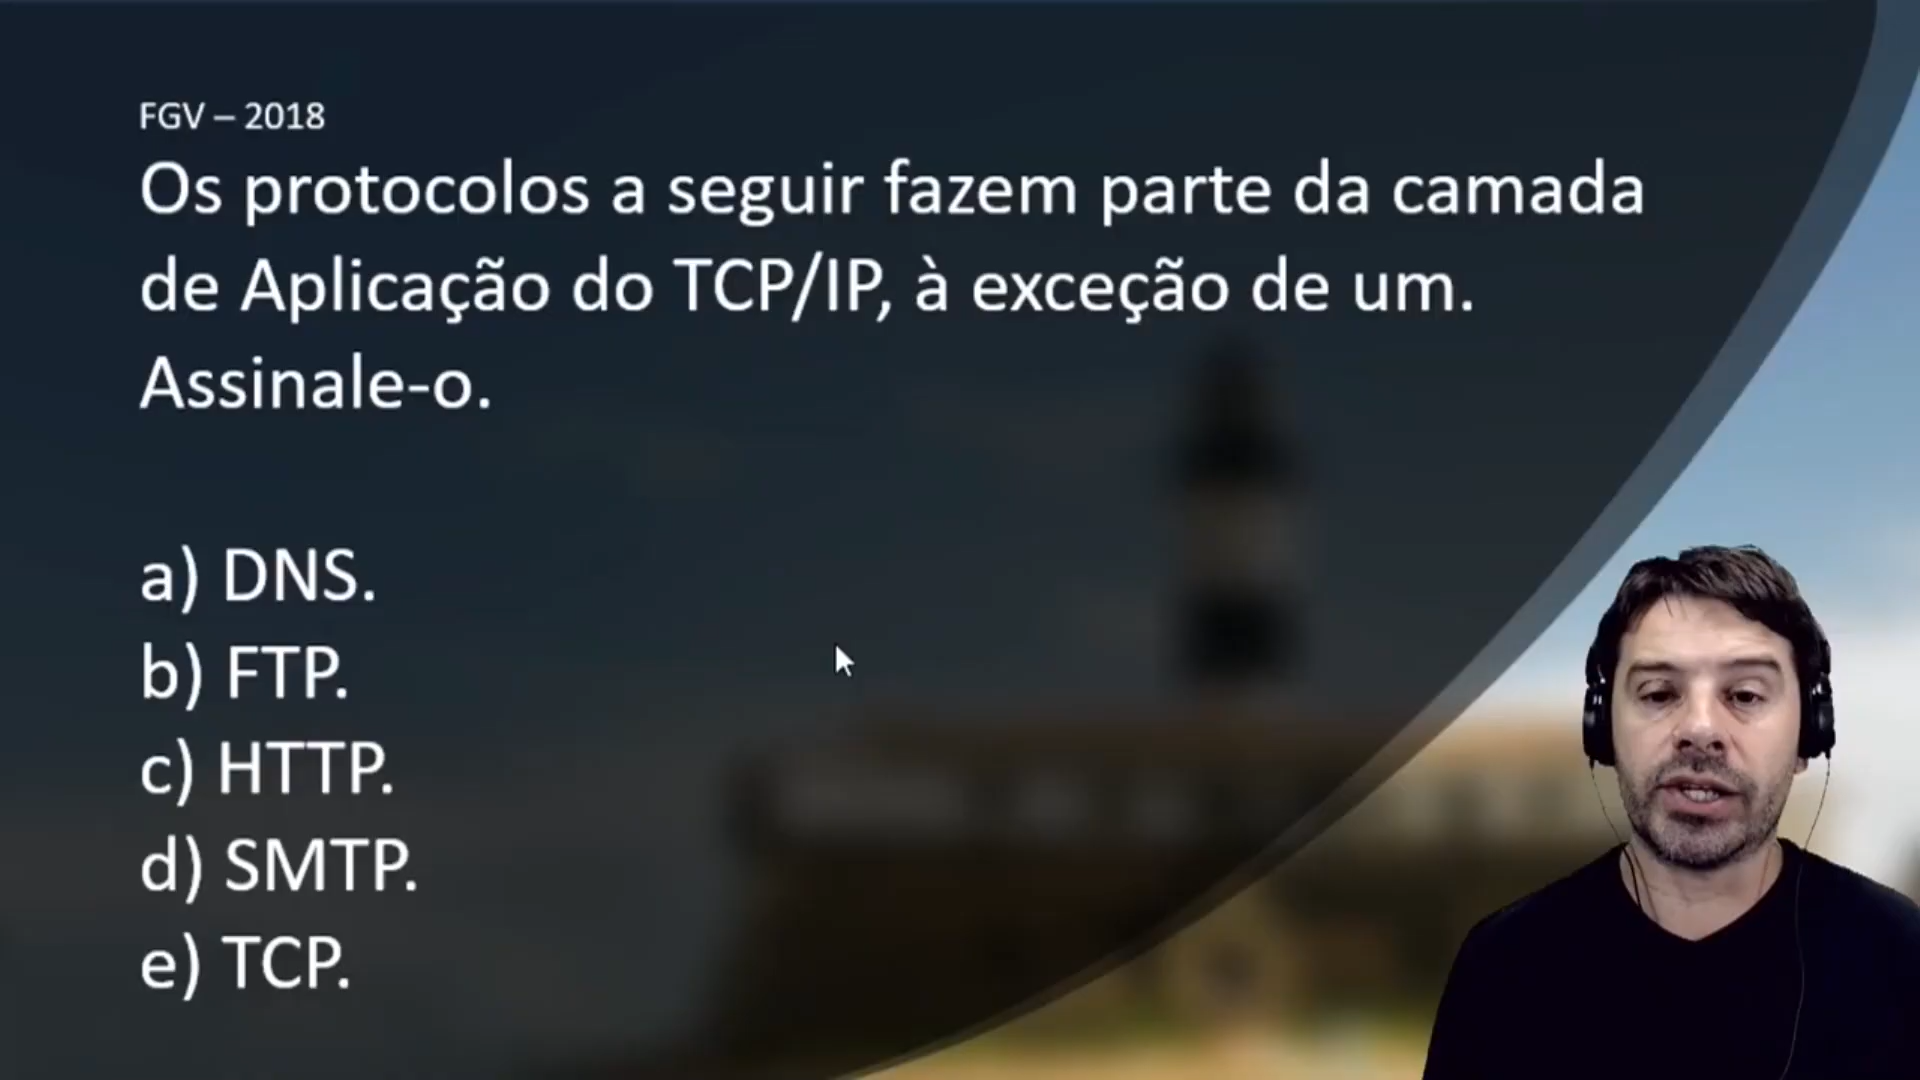 FGV – 2018
Os protocolos a seguir fazem parte da camada
de Aplicação do TCP/IP, à exceção de um.
Assinale-o.
a) DNS.
b) FTP.
c) HTTP.
d) SMTP.
e) TCP.